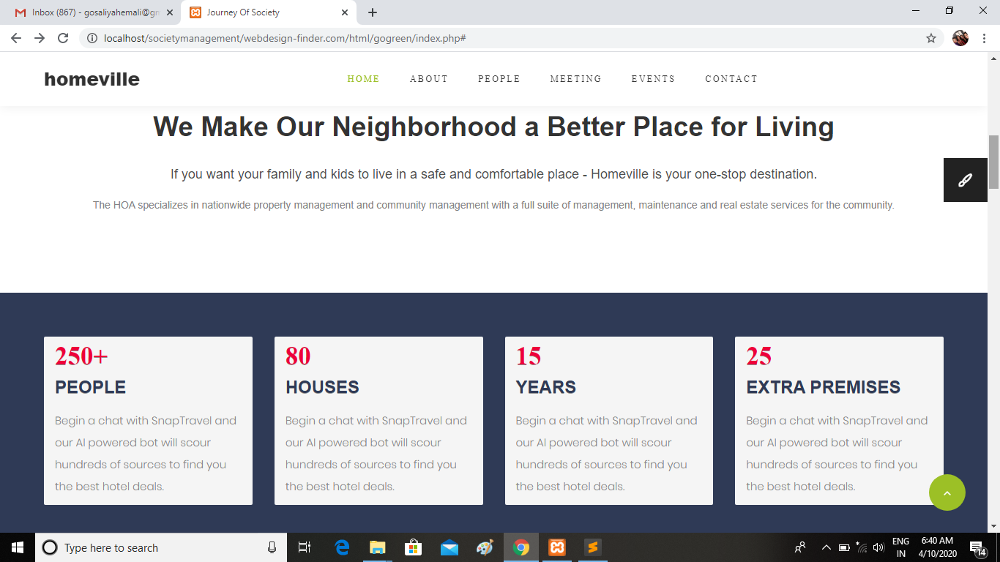 Inbox (867) - gosaliyahemali@gm
Journey Of Society
localhost/societymanagement/webdesign-finder.com/html/gogreen/index.php#
homeville
HOME ABOUT PEOPLE MEETING EVENTS CONTACT
We Make Our Neighborhood a Better Place for Living
If you want your family and kids to live in a safe and comfortable place - Homeville is your one-stop destination.
The HOA specializes in nationwide property management and community management with a full suite of management, maintenance and real estate services for the community.
250+
PEOPLE
Begin a chat with SnapTravel and
our AI powered bot will scour
hundreds of sources to find you
the best hotel deals.
80
HOUSES
Begin a chat with SnapTravel and
our AI powered bot will scour
hundreds of sources to find you
the best hotel deals.
15
YEARS
Begin a chat with SnapTravel and
our AI powered bot will scour
hundreds of sources to find you
the best hotel deals.
25
EXTRA PREMISES
Begin a chat with SnapTravel and
our AI powered bot will scour
hundreds of sources to find you
the best hotel deals.
Type here to search
ENG
IN
6:40 AM
4/10/2020
14